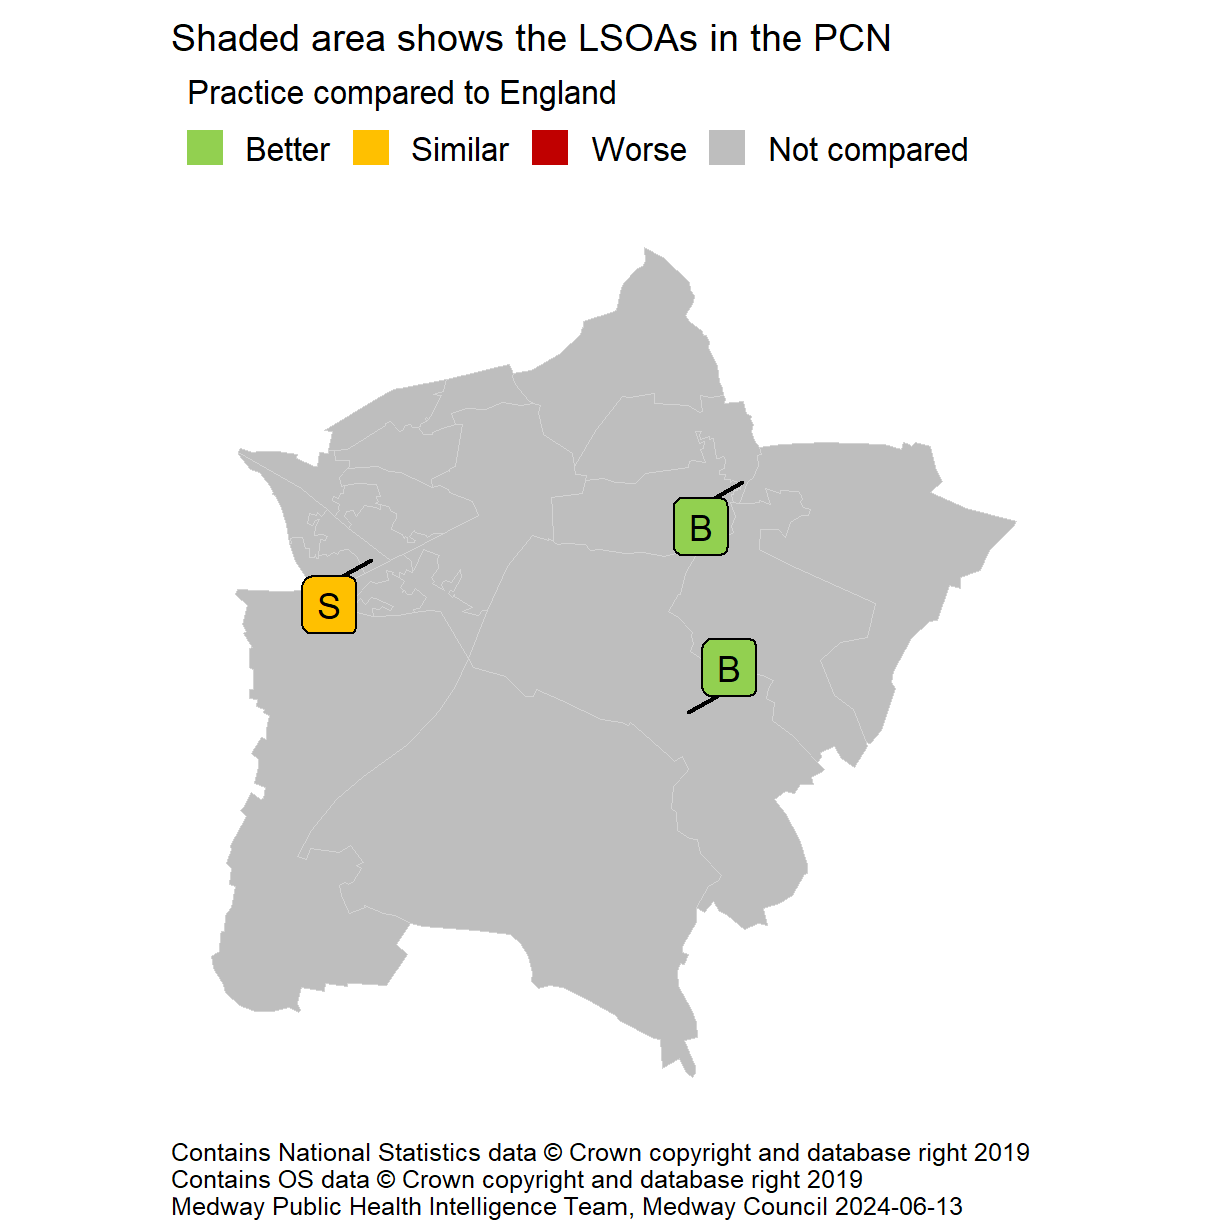 Shaded area shows the LSOAs in the PCN
Practice compared to England
Better Similar Worse Not compared
B
S
B
Contains National Statistics data © Crown copyright and database right 2019
Contains OS data © Crown copyright and database right 2019
Medway Public Health Intelligence Team, Medway Council 2024-06-13